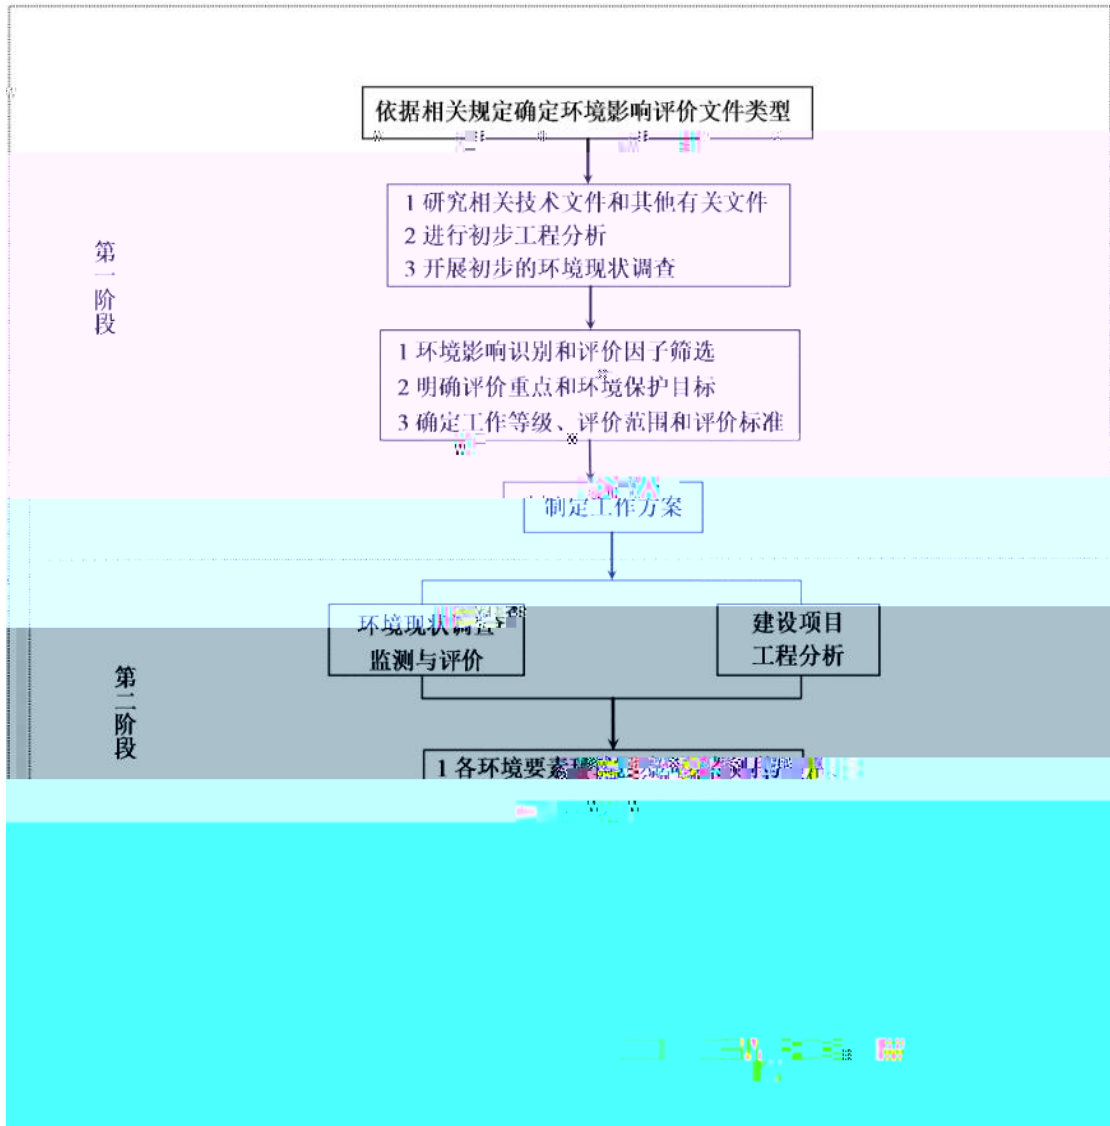 依据相关规定确定环境影响评价文件类型
1 研究相关技术文件和其他有关文件
2 进行初步工程分析
3 开展初步的环境现状调查
第一阶段
1 环境影响识别和评价因子筛选
2 明确评价重点和环境保护目标
3 确定工作等级、评价范围和评价标准
制定工作方案
环境现状调查
监测与评价
建设项目
工程分析
第二阶段
1 各环境要素